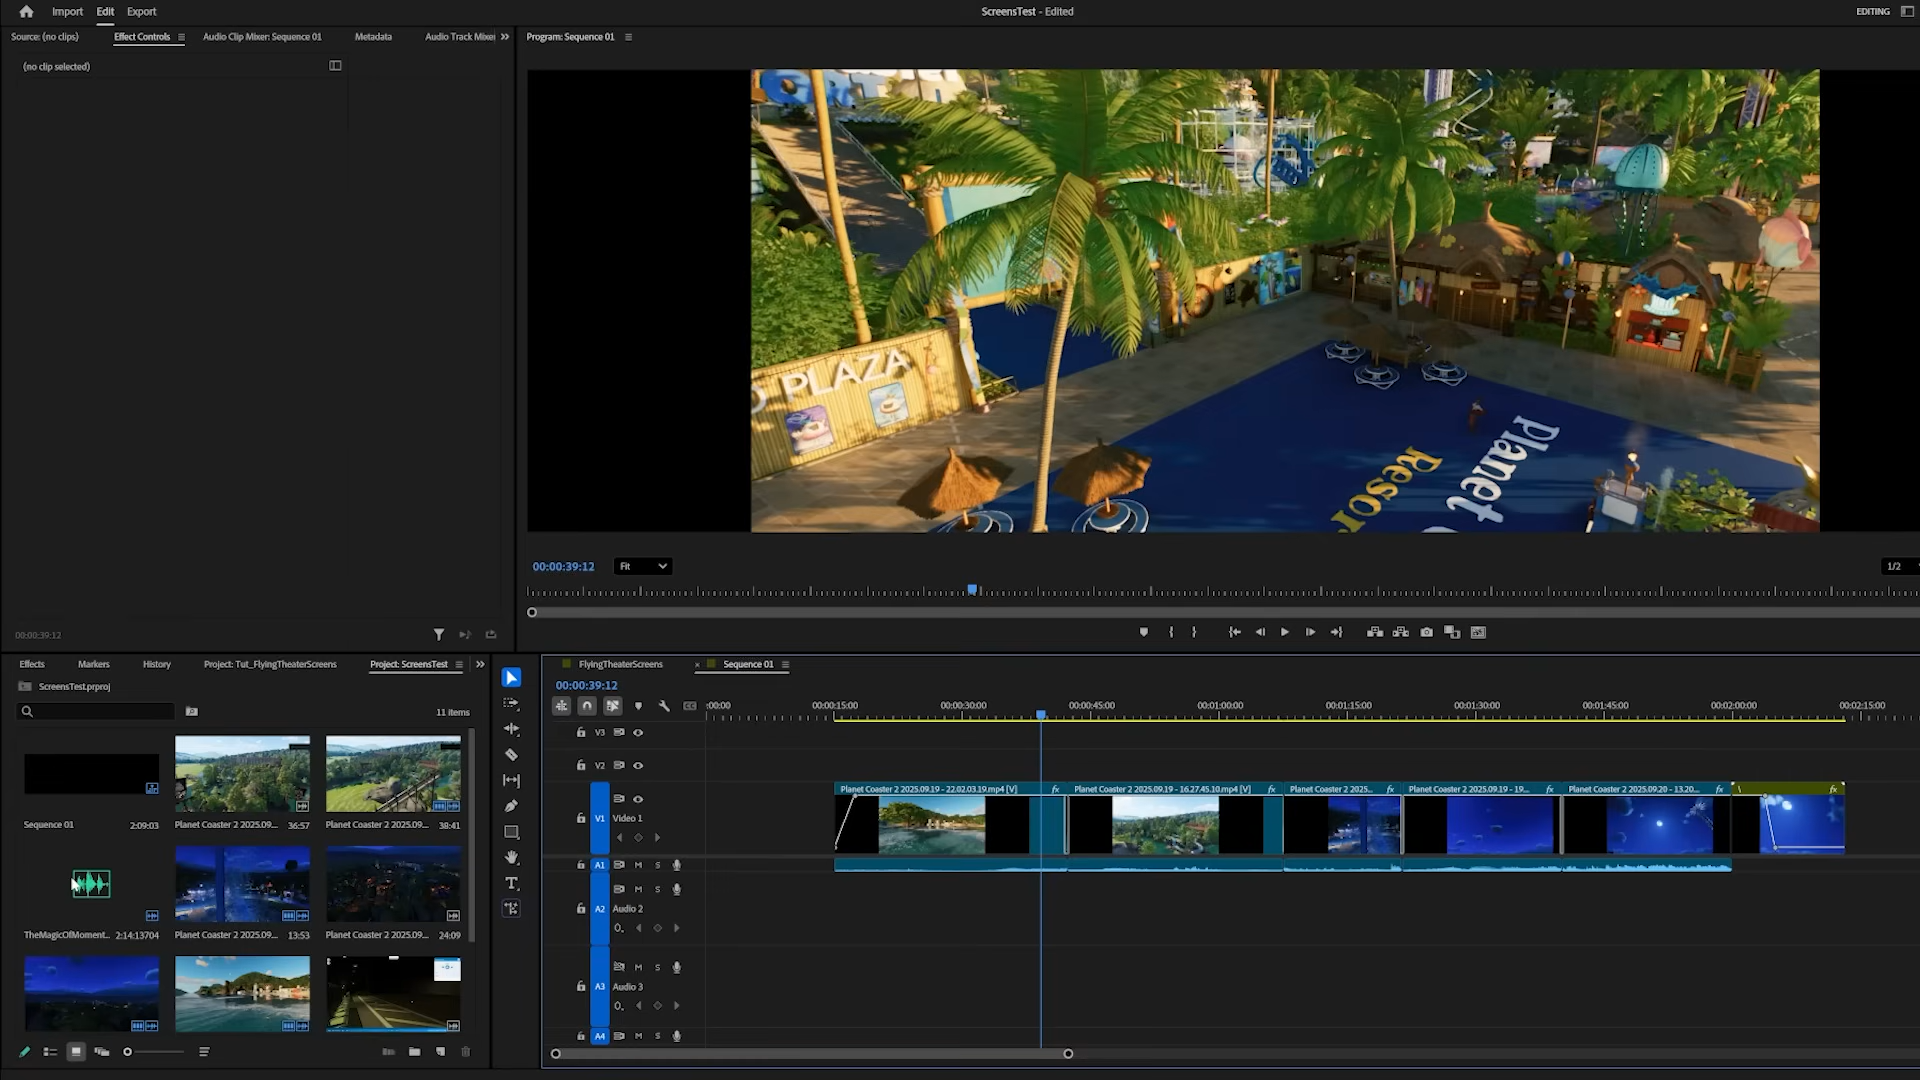 Import Edit Export ScreensTest - Edited EDITING
Source: (no clips) Effect Controls Audio Clip Mixer: Sequence 01 Metadata Audio Track Mixer Program: Sequence 01
(no clip selected)
PLAZA
Planet
Resor
00:00:39:12 Fit 1/2
00:00:39:12
Effects Markers History Project: Tut_FlyingTheaterScreens Project: ScreensTest
ScreensTest.prproj
11 items
Sequence 01 2:09:03
Planet Coaster 2 2025.09... 36:57
Planet Coaster 2 2025.09... 38:41
TheMagicOfMoment... 2:14:13704
Planet Coaster 2 2025.09... 13:53
Planet Coaster 2 2025.09... 24:09
FlyingTheaterScreens × Sequence 01
00:00:39:12
:00:00 00:00:15:00 00:00:30:00 00:00:45:00 00:01:00:00 00:01:15:00 00:01:30:00 00:01:45:00 00:02:00:00 00:02:15:00
V3
V2
Planet Coaster 2 2025.09.19 - 22.02.03.19.mp4 [V] fx Planet Coaster 2 2025.09.19 - 16.27.45.10.mp4 [V] fx Planet Coaster 2 2025... fx Planet Coaster 2 2025.09.19 - 19... fx Planet Coaster 2 2025.09.20 - 13.20... fx \ fx
V1 Video 1
A1 M S
M S
A2 Audio 2
0.
M S
A3 Audio 3
0.
A4 M S